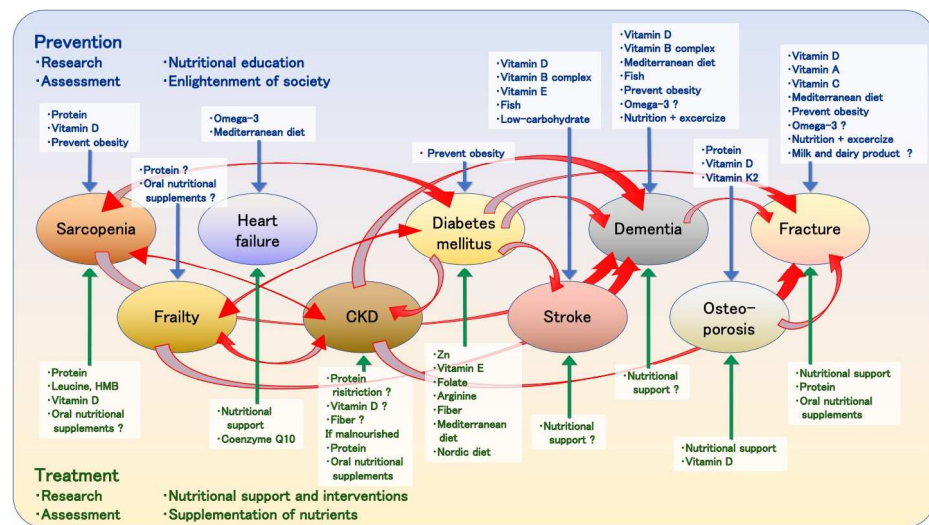 Prevention
・Research
・Nutritional education
・Assessment
・Enlightenment of society
・Protein
・Vitamin D
・Prevent obesity
・Protein ?
・Oral nutritional
supplements ?
・Omega-3
・Mediterranean diet
・Prevent obesity
・Vitamin D
・Vitamin B complex
・Vitamin E
・Fish
・Low-carbohydrate
・Vitamin D
・Vitamin B complex
・Mediterranean diet
・Fish
・Prevent obesity
・Omega-3 ?
・Nutrition + excercize
・Protein
・Vitamin D
・Vitamin K2
・Vitamin D
・Vitamin A
・Vitamin C
・Mediterranean diet
・Prevent obesity
・Omega-3 ?
・Nutrition + excercize
・Milk and dairy product ?
Sarcopenia
Heart
failure
Diabetes
mellitus
Dementia
Fracture
Frailty
CKD
Stroke
Osteo-
porosis
・Protein
・Leucine, HMB
・Vitamin D
・Oral nutritional
supplements ?
・Nutritional
support
・Coenzyme Q10
・Protein
risitriction ?
・Vitamin D ?
・Fiber ?
If malnourished
・Protein
・Oral nutritional
supplements
・Zn
・Vitamin E
・Folate
・Arginine
・Fiber
・Mediterranean
diet
・Nordic diet
・Nutritional
support ?
・Nutritional
support ?
・Nutritional support
・Vitamin D
・Nutritional support
・Protein
・Oral nutritional
supplements
Treatment
・Research
・Nutritional support and interventions
・Assessment
・Supplementation of nutrients